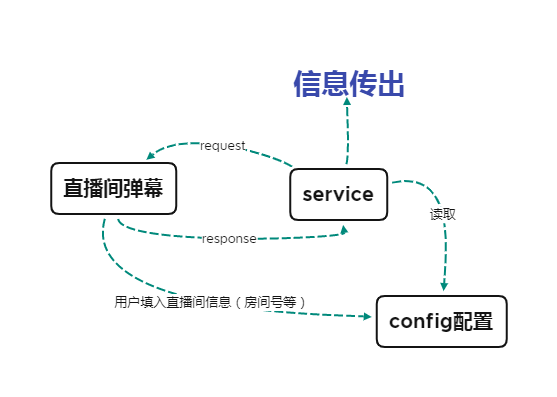 信息传出
request
直播间弹幕
service
读取
response
用户填入直播间信息（房间号等）
config配置